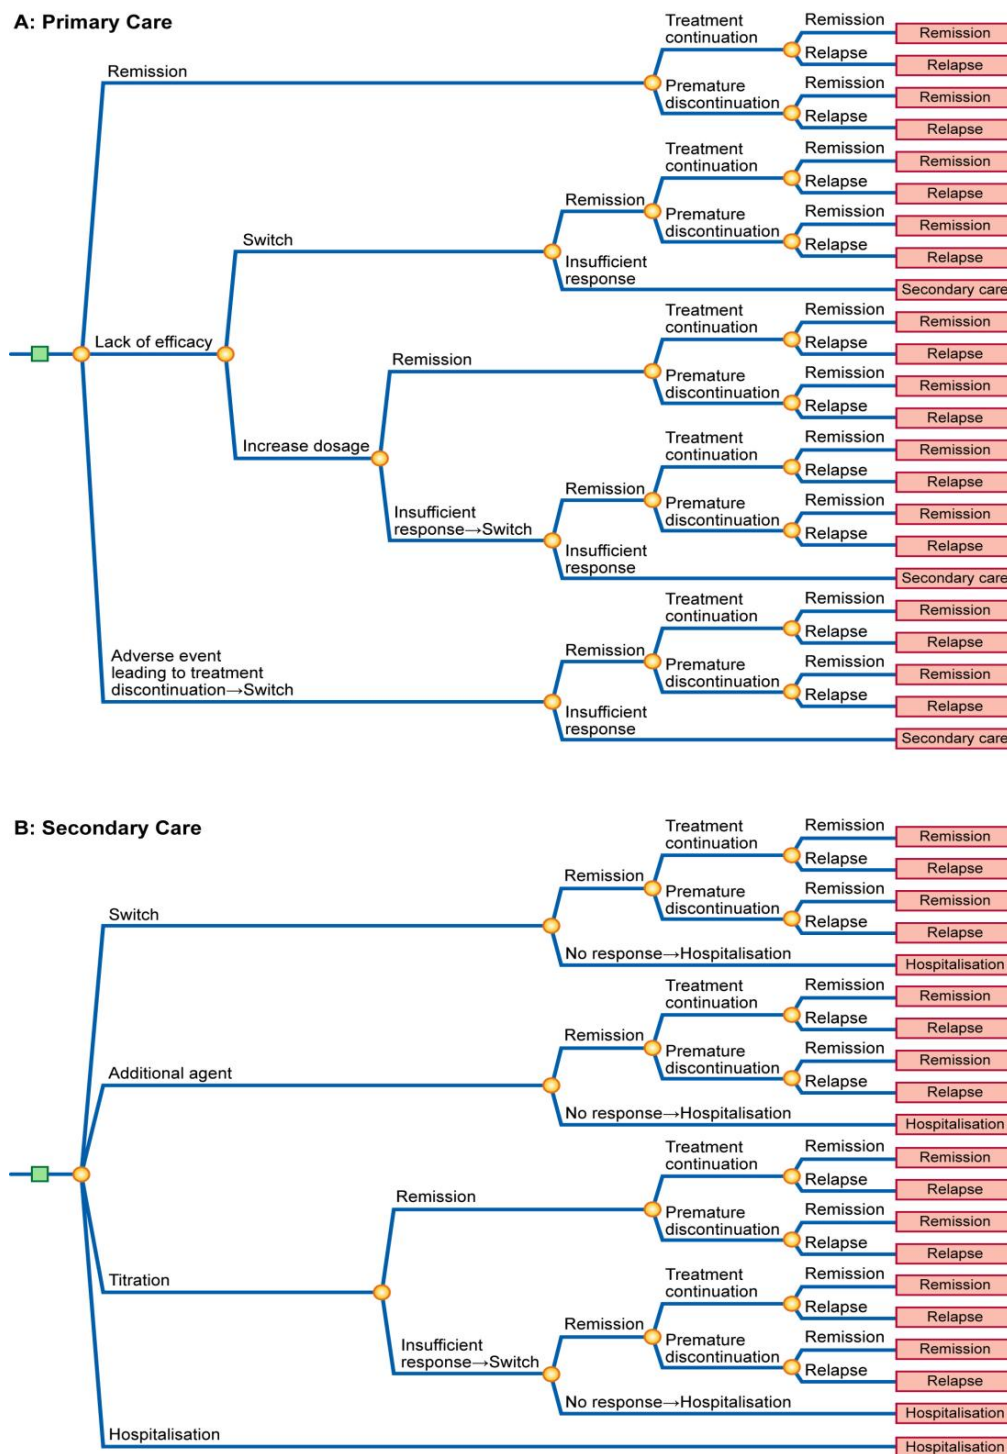 A: Primary Care
Remission
Treatment
continuation
Remission
Remission
Relapse
Relapse
Premature
discontinuation
Remission
Remission
Relapse
Relapse
Lack of efficacy
Switch
Remission
Treatment
continuation
Remission
Remission
Relapse
Relapse
Premature
discontinuation
Remission
Remission
Relapse
Relapse
Insufficient
response
Secondary care
Increase dosage
Remission
Treatment
continuation
Remission
Remission
Relapse
Relapse
Premature
discontinuation
Remission
Remission
Relapse
Relapse
Insufficient
response→Switch
Remission
Treatment
continuation
Remission
Remission
Relapse
Relapse
Premature
discontinuation
Remission
Remission
Relapse
Relapse
Insufficient
response
Secondary care
Adverse event
leading to treatment
discontinuation→Switch
Remission
Treatment
continuation
Remission
Remission
Relapse
Relapse
Premature
discontinuation
Remission
Remission
Relapse
Relapse
Insufficient
response
Secondary care
B: Secondary Care
Switch
Remission
Treatment
continuation
Remission
Remission
Relapse
Relapse
Premature
discontinuation
Remission
Remission
Relapse
Relapse
No response→Hospitalisation
Hospitalisation
Additional agent
Remission
Treatment
continuation
Remission
Remission
Relapse
Relapse
Premature
discontinuation
Remission
Remission
Relapse
Relapse
No response→Hospitalisation
Hospitalisation
Titration
Remission
Treatment
continuation
Remission
Remission
Relapse
Relapse
Premature
discontinuation
Remission
Remission
Relapse
Relapse
Insufficient
response→Switch
Remission
Treatment
continuation
Remission
Remission
Relapse
Relapse
Premature
discontinuation
Remission
Remission
Relapse
Relapse
No response→Hospitalisation
Hospitalisation
Hospitalisation
Hospitalisation